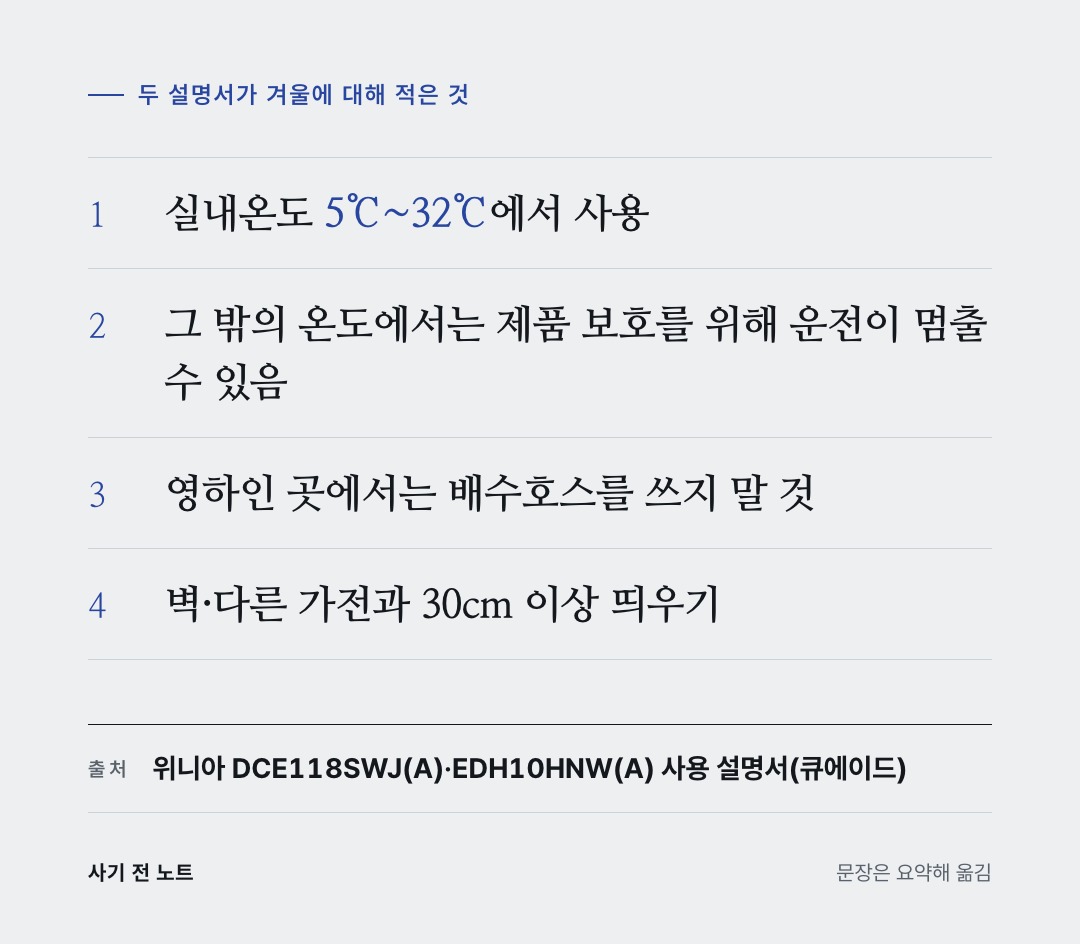 두 설명서가 겨울에 대해 적은 것
1 실내온도 5℃~32℃에서 사용
2 그 밖의 온도에서는 제품 보호를 위해 운전이 멈출
수 있음
3 영하인 곳에서는 배수호스를 쓰지 말 것
4 벽·다른 가전과 30cm 이상 띄우기
출처 위니아 DCE118SWJ(A)·EDH10HNW(A) 사용 설명서(큐에이드)
사기 전 노트 문장은 요약해 옮김